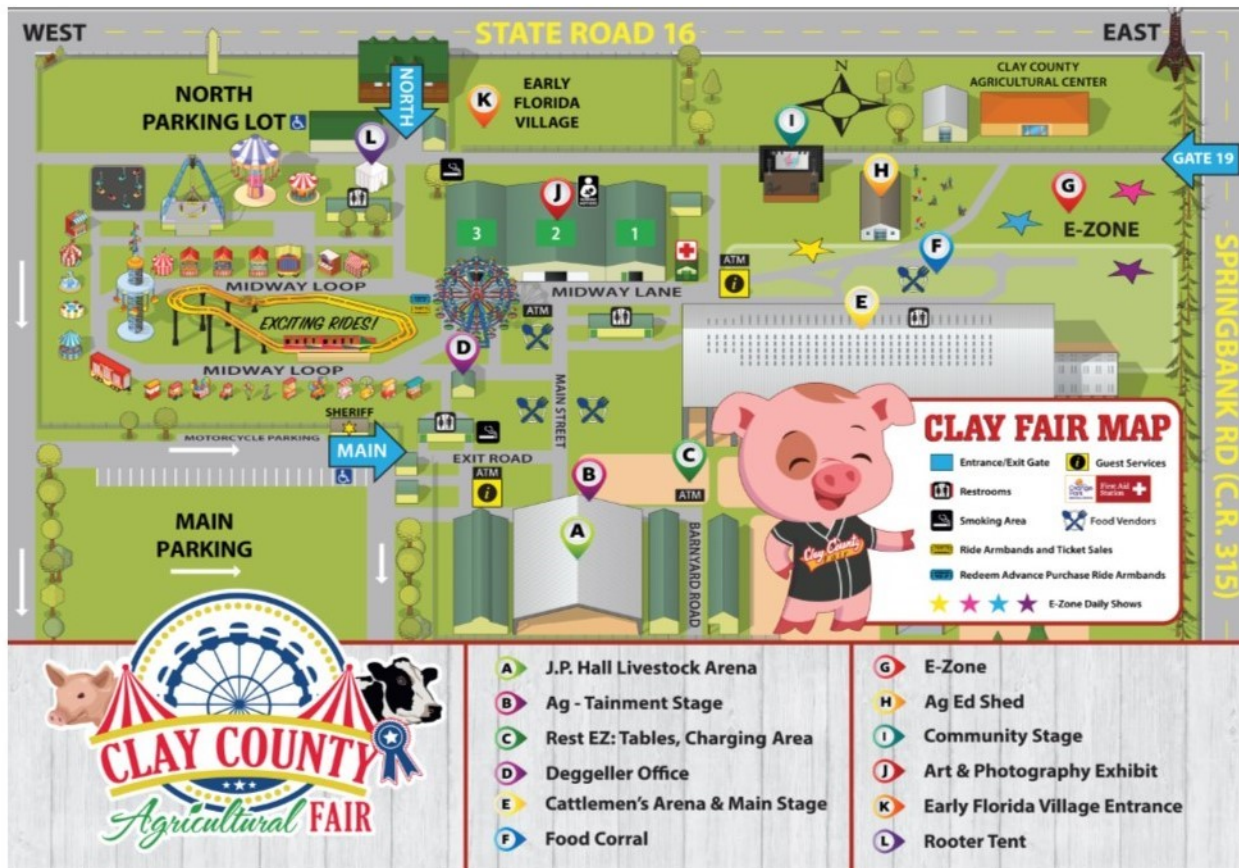 WEST
STATE ROAD 16
EAST
NORTH
PARKING LOT
NORTH
K
EARLY
FLORIDA
VILLAGE
N
CLAY COUNTY
AGRICULTURAL CENTER
L
I
GATE 19
H
G
E-ZONE
J
3
2
1
F
ATM
i
MIDWAY LOOP
MIDWAY LANE
EXCITING RIDES!
ATM
E
D
MIDWAY LOOP
MAIN STREET
SHERIFF
MOTORCYCLE PARKING
MAIN
EXIT ROAD
ATM
i
B
C
ATM
A
BARNYARD ROAD
MAIN
PARKING
SPRINGBANK RD (C.R. 315)
Clay County
FAIR
CLAY FAIR MAP
Entrance/Exit Gate
i Guest Services
Restrooms
First Aid
Station
Smoking Area
Food Vendors
Ride Armbands and Ticket Sales
Redeem Advance Purchase Ride Armbands
E-Zone Daily Shows
CLAY COUNTY
Agricultural FAIR
A J.P. Hall Livestock Arena
B Ag - Tainment Stage
C Rest EZ: Tables, Charging Area
D Deggeller Office
E Cattlemen's Arena & Main Stage
F Food Corral
G E-Zone
H Ag Ed Shed
I Community Stage
J Art & Photography Exhibit
K Early Florida Village Entrance
L Rooter Tent